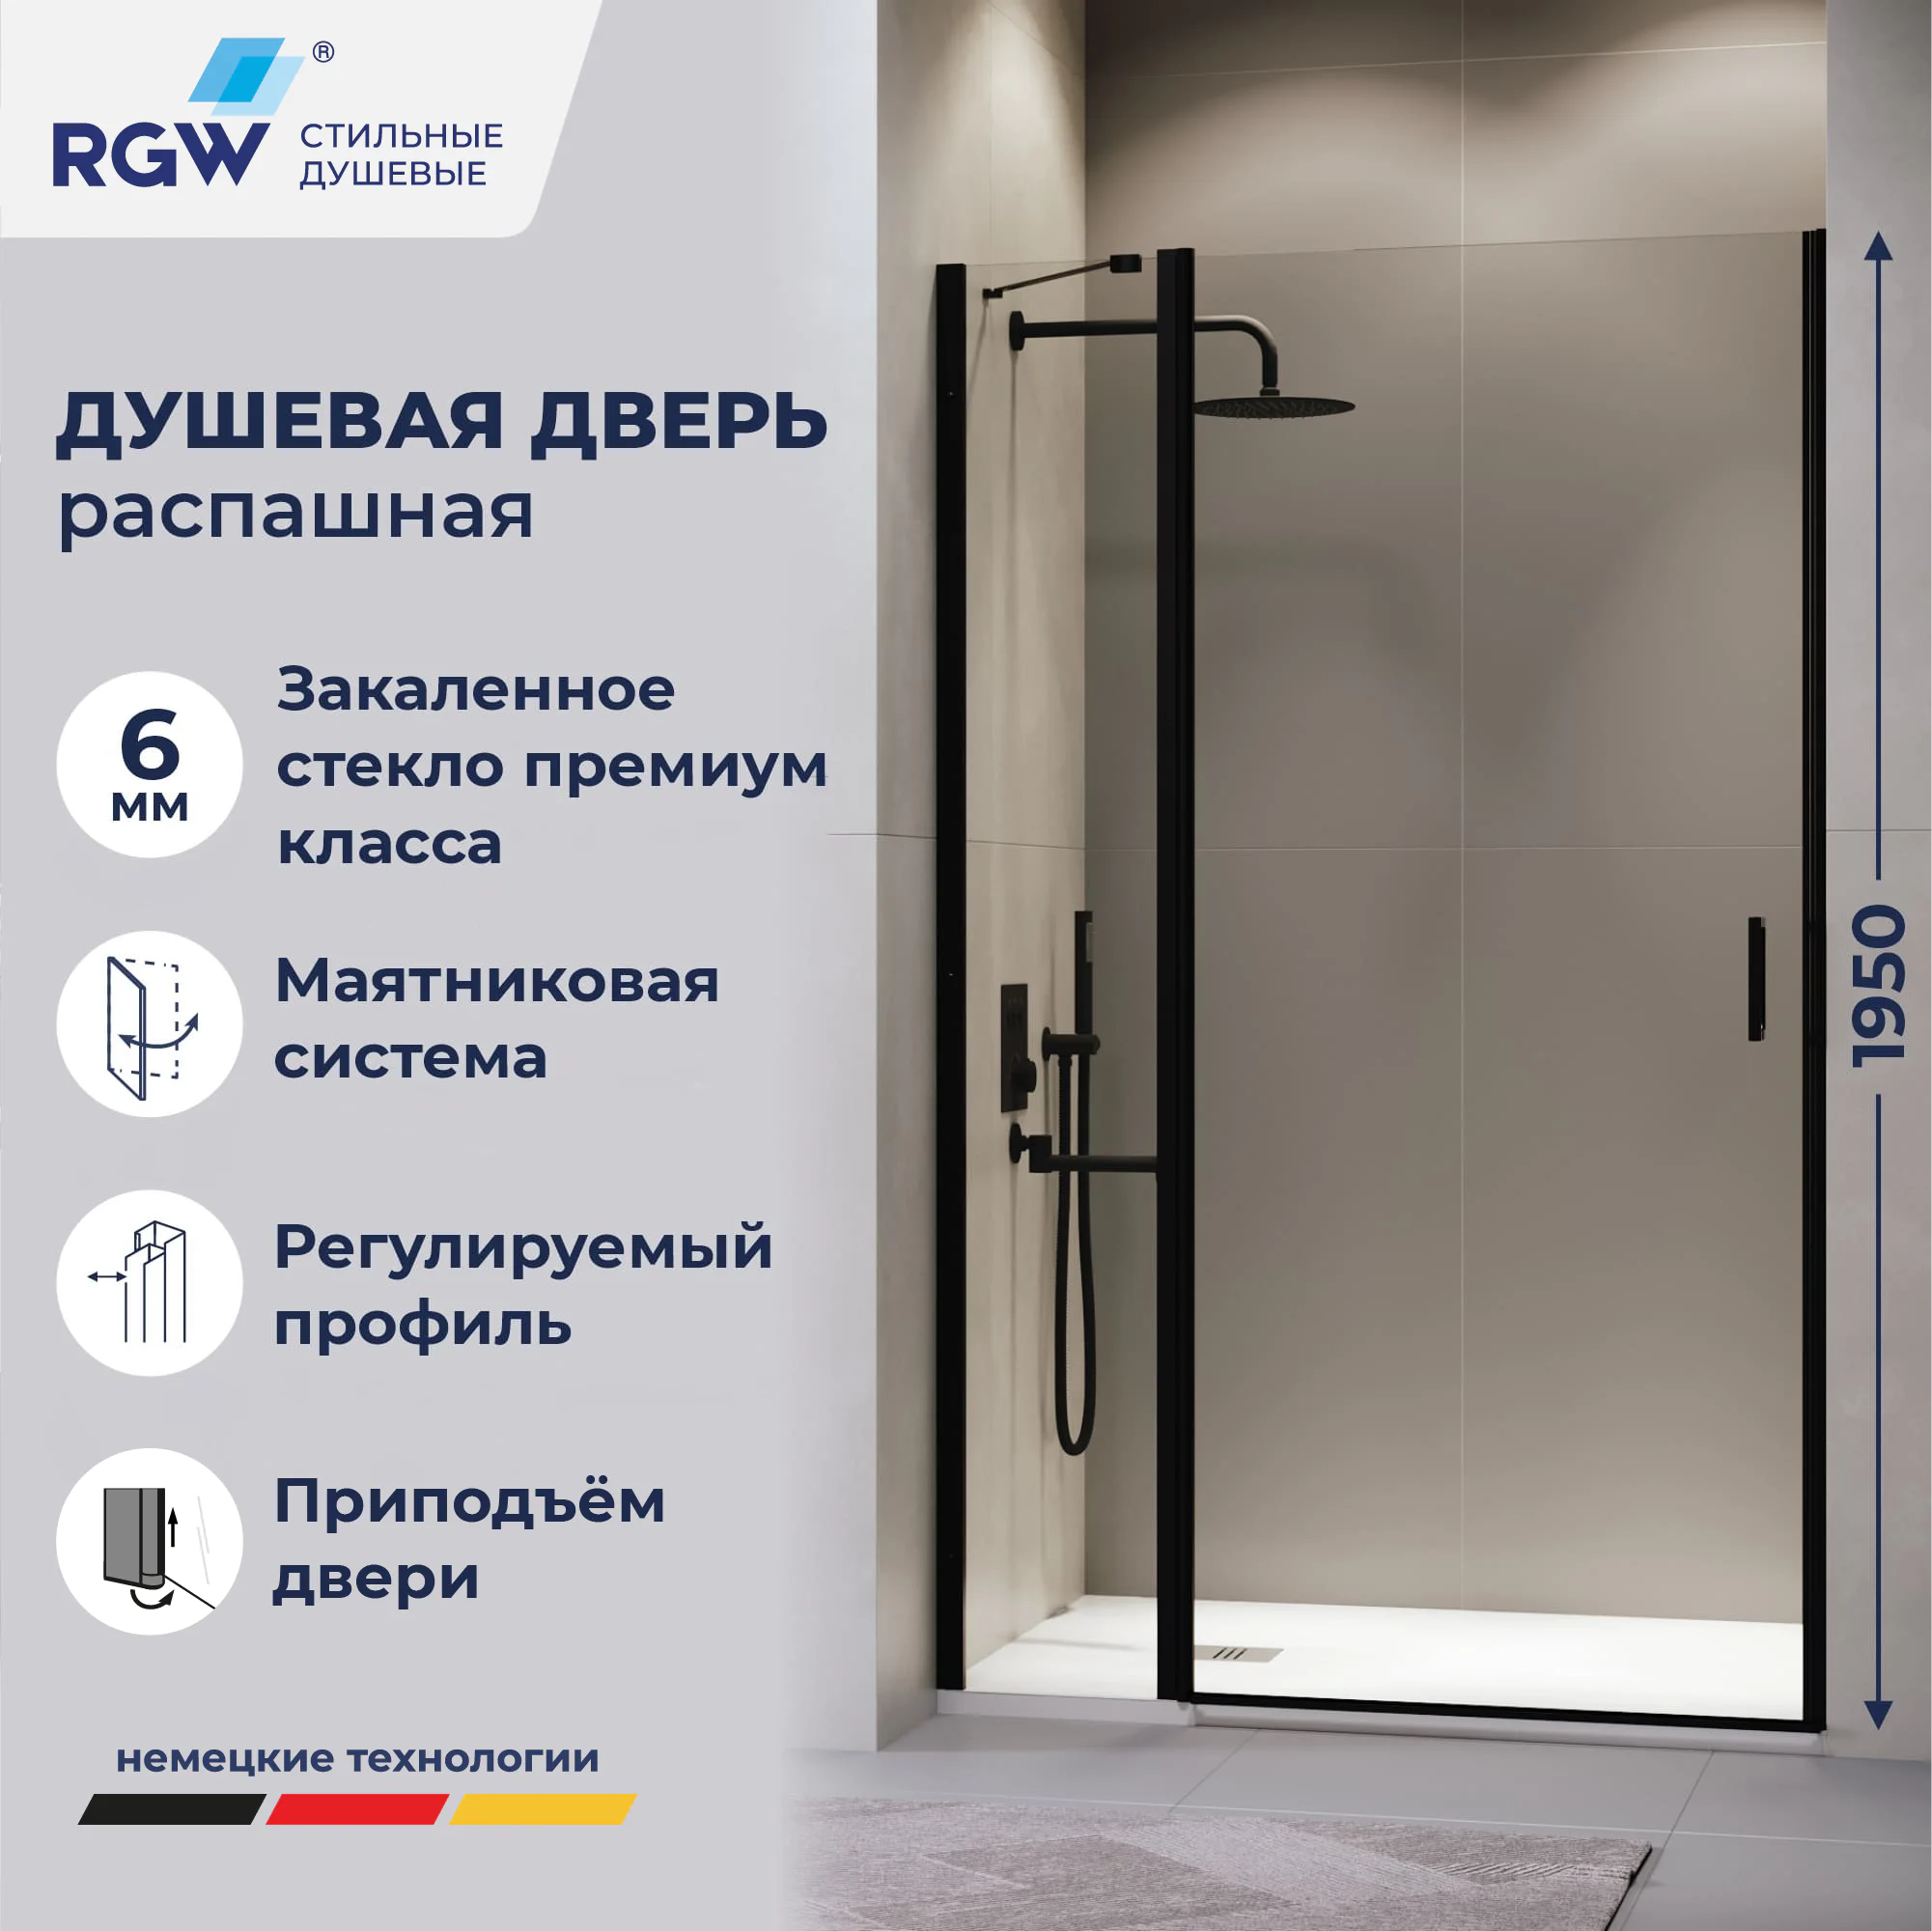 ®
RGW
СТИЛЬНЫЕ
ДУШЕВЫЕ
ДУШЕВАЯ ДВЕРЬ
распашная
6
мм
Закаленное
стекло премиум
класса
Маятниковая
система
Регулируемый
профиль
Приподъём
двери
немецкие технологии
1950